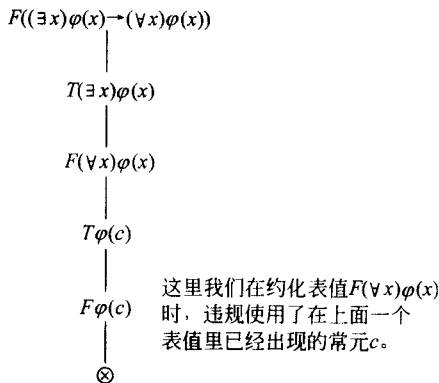 F((∃x)φ(x)→(∀x)φ(x))
T(∃x)φ(x)
F(∀x)φ(x)
Tφ(c)
Fφ(c)
这里我们在约化表值F(∀x)φ(x)
时，违规使用了在上面一个
表值里已经出现的常元c。
⊗